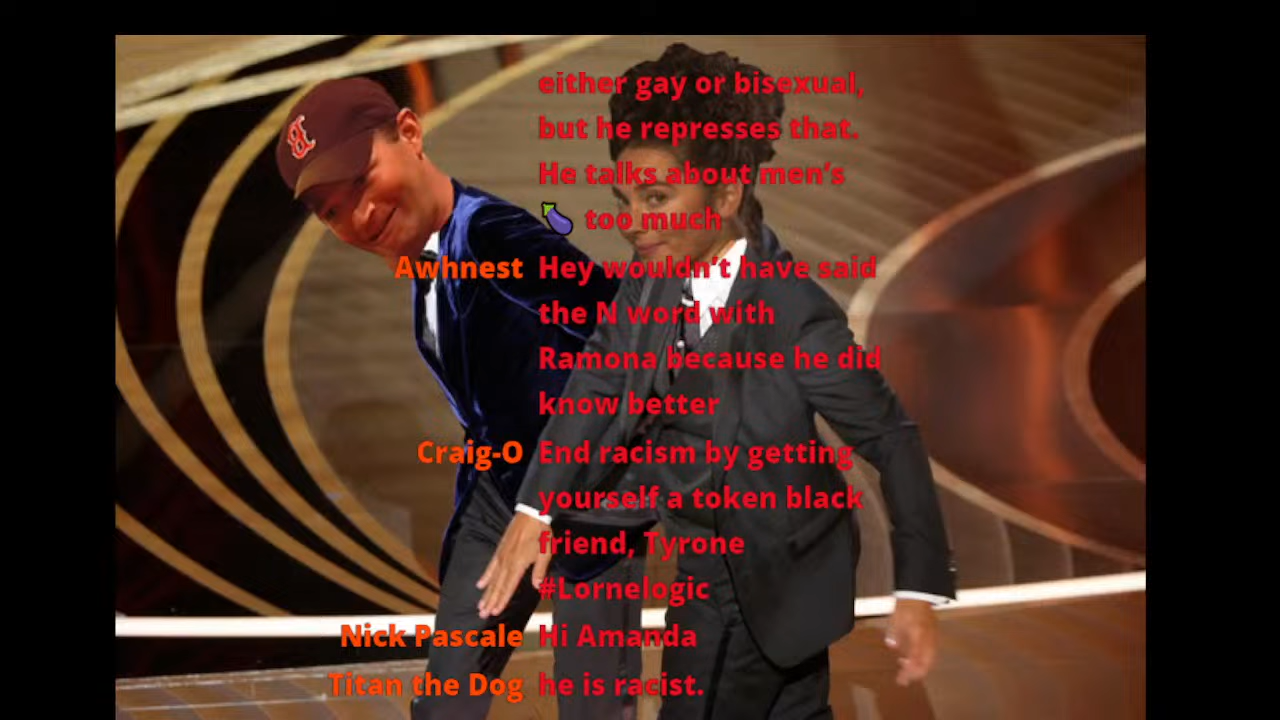 either gay or bisexual,
but he represses that.
He talks about men's
🍆 too much
Awhnest Hey wouldn't have said
the N word with
Ramona because he did
know better
Craig-O End racism by getting
yourself a token black
friend, Tyrone
#Lornelogic
Nick Pascale Hi Amanda
Titan the Dog he is racist.
B